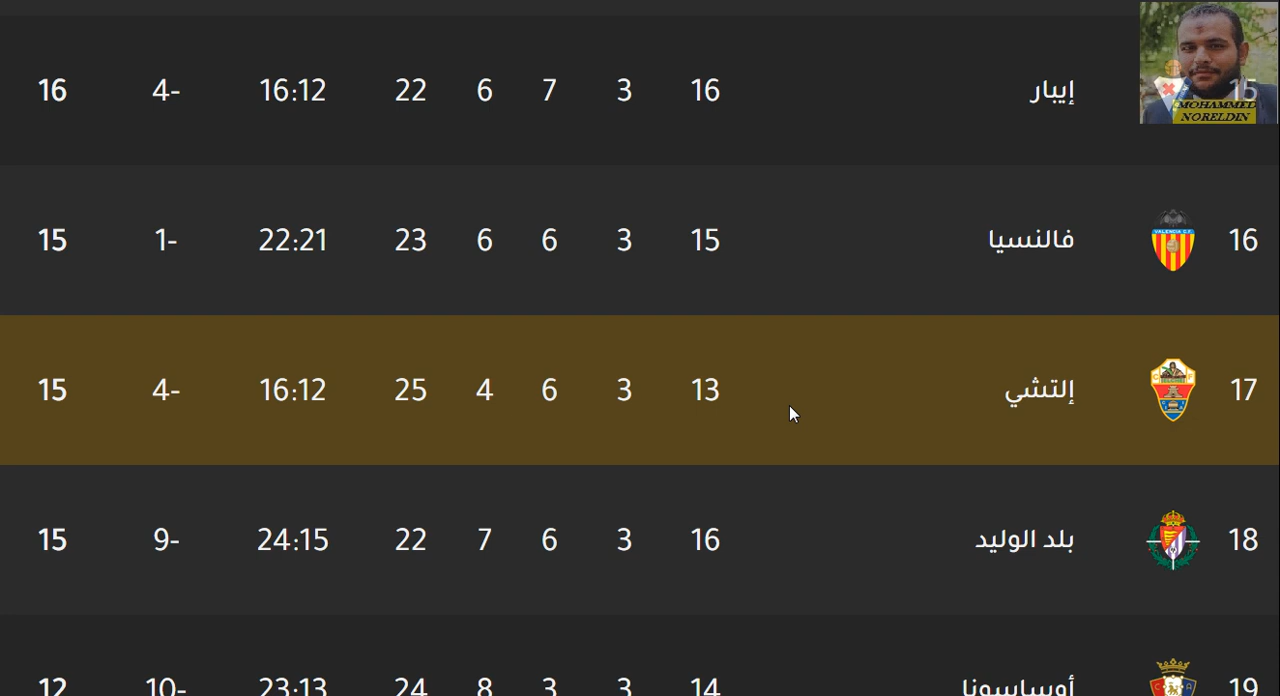 15 إيبار 16 3 7 6 22 16:12 4- 16
MOHAMMED
NORELDIN
16 VALENCIA C.F فالنسيا 15 3 6 6 23 22:21 1- 15
17 إلتشي 13 3 6 4 25 16:12 4- 15
18 بلد الوليد 16 3 6 7 22 24:15 9- 15
19 أوساسونا 14 3 3 8 24 23:13 10- 12